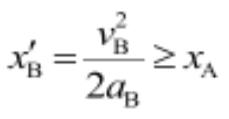 x′_B = v_B^2 / 2a_B ≥ x_A